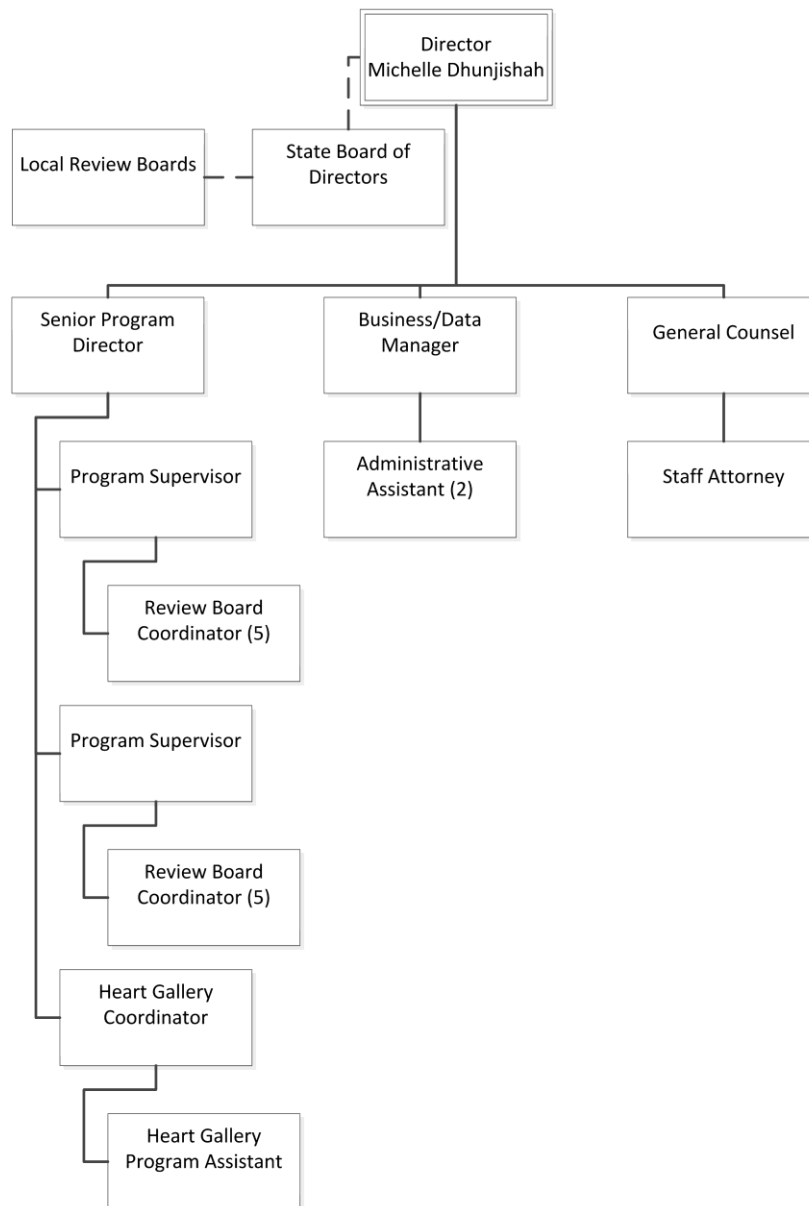 Director
Michelle Dhunjishah
Local Review Boards
State Board of
Directors
Senior Program
Director
Business/Data
Manager
General Counsel
Program Supervisor
Administrative
Assistant (2)
Staff Attorney
Review Board
Coordinator (5)
Program Supervisor
Review Board
Coordinator (5)
Heart Gallery
Coordinator
Heart Gallery
Program Assistant